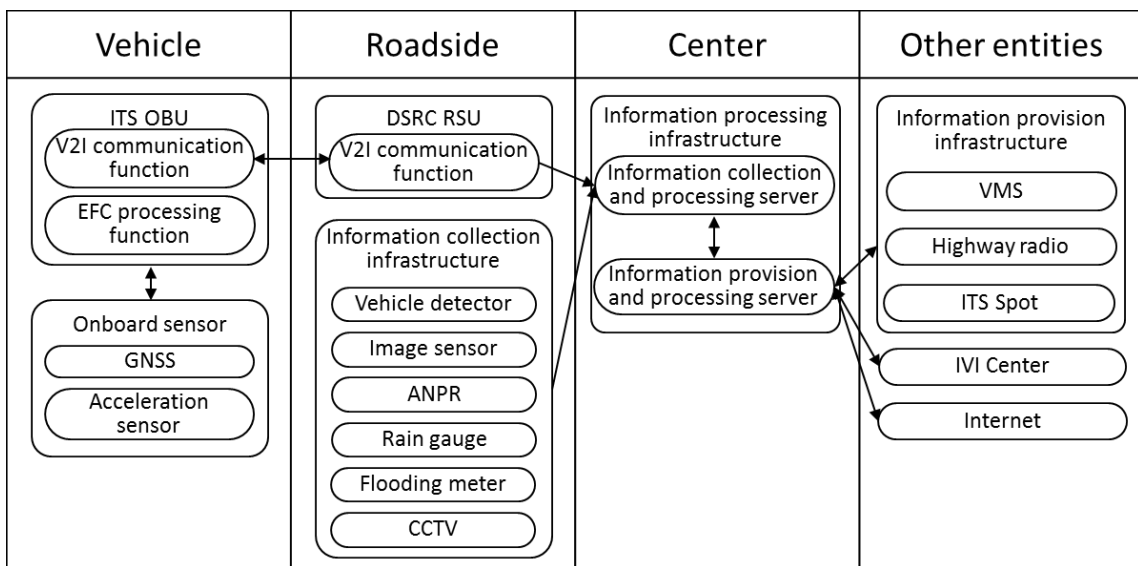 Vehicle
Roadside
Center
Other entities
ITS OBU
V2I communication
function
EFC processing
function
Onboard sensor
GNSS
Acceleration
sensor
DSRC RSU
V2I communication
function
Information collection
infrastructure
Vehicle detector
Image sensor
ANPR
Rain gauge
Flooding meter
CCTV
Information processing
infrastructure
Information collection
and processing server
Information provision
and processing server
Information provision
infrastructure
VMS
Highway radio
ITS Spot
IVI Center
Internet